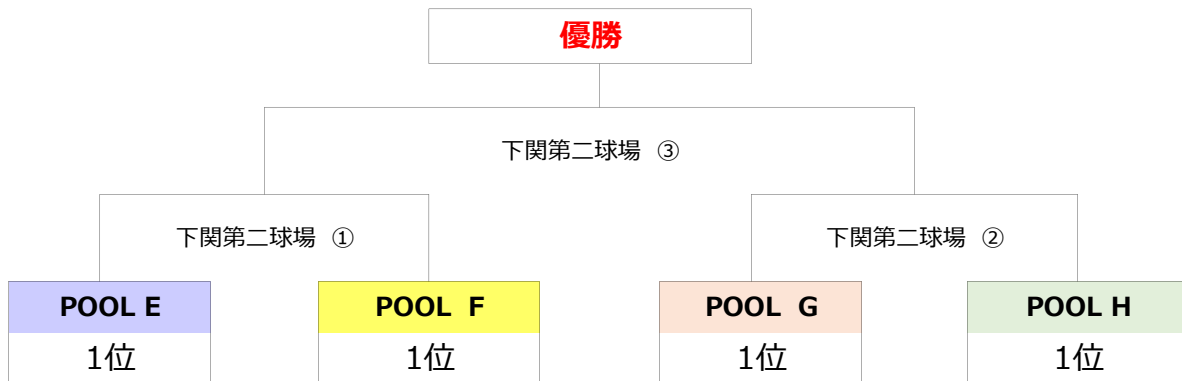 優勝
下関第二球場 ③
下関第二球場 ①
下関第二球場 ②
POOL E
POOL F
POOL G
POOL H
1位
1位
1位
1位